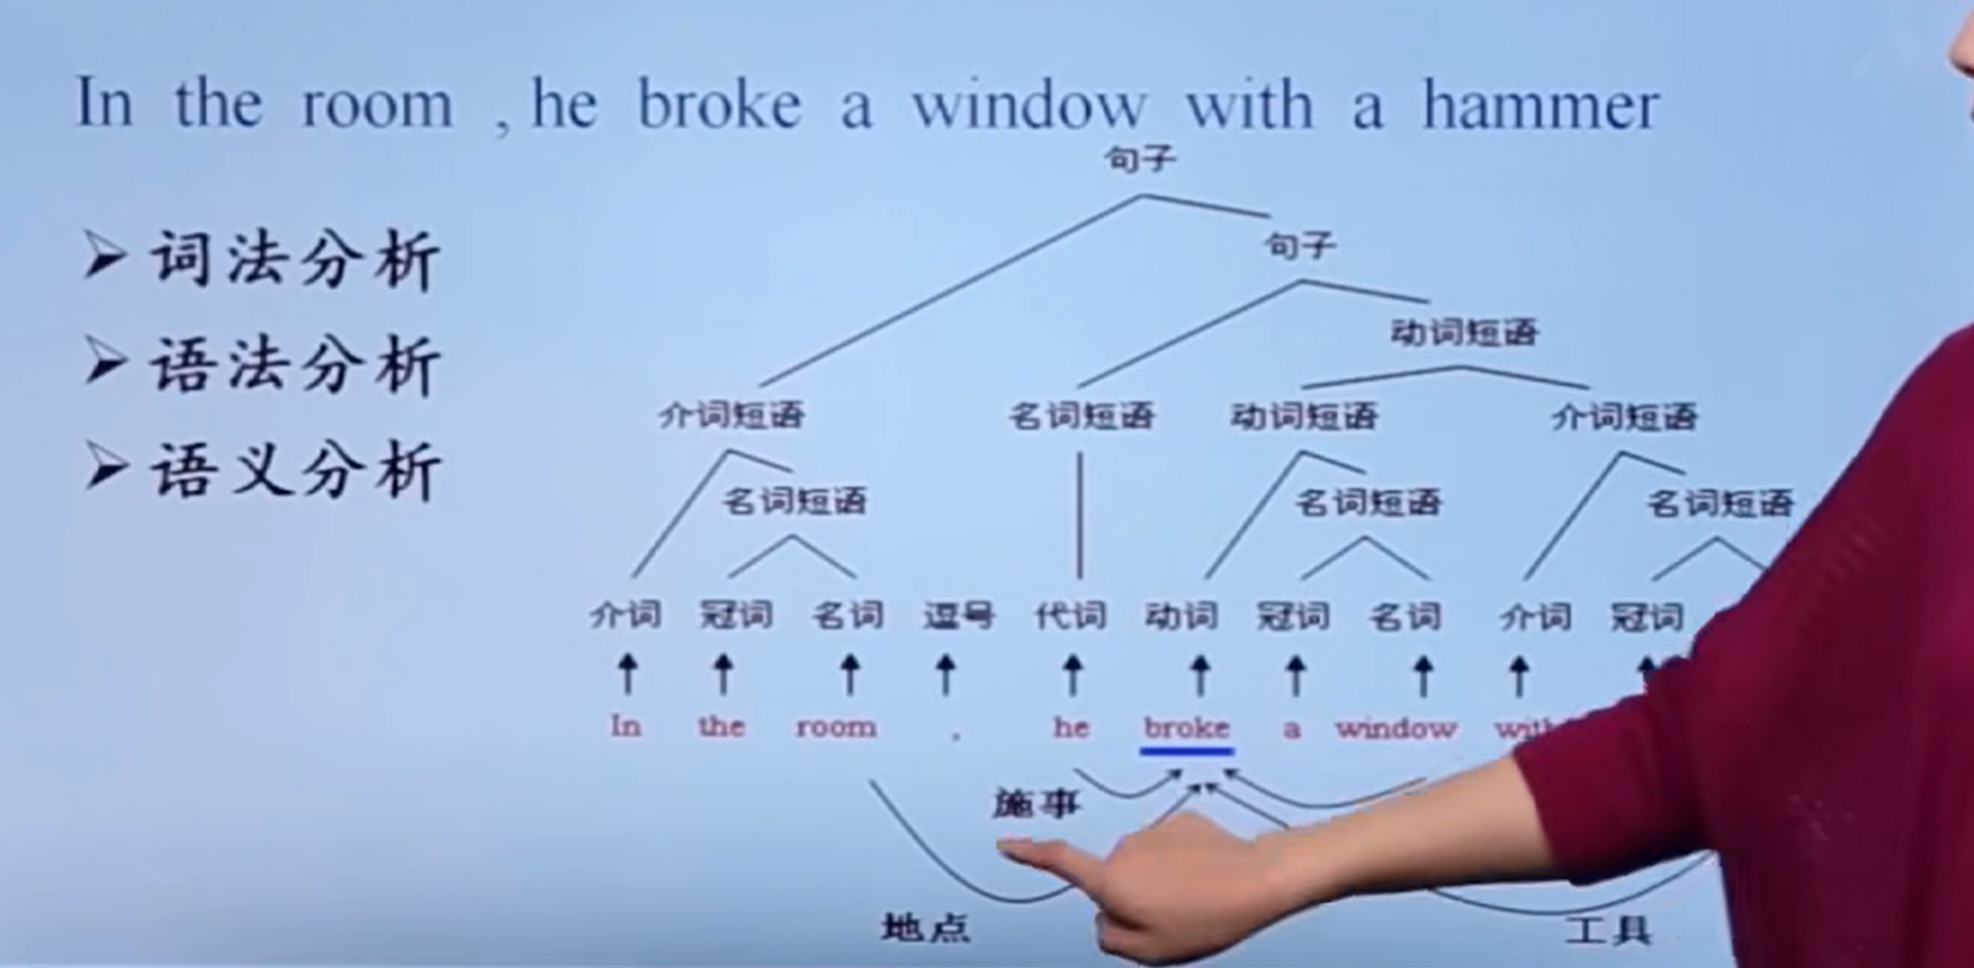 In the room , he broke a window with a hammer
句子
词法分析
句子
动词短语
语法分析
介词短语 名词短语 动词短语 介词短语
语义分析
名词短语 名词短语 名词短语
介词 冠词 名词 逗号 代词 动词 冠词 名词 介词 冠词
In the room , he broke a window
施事
地点 工具